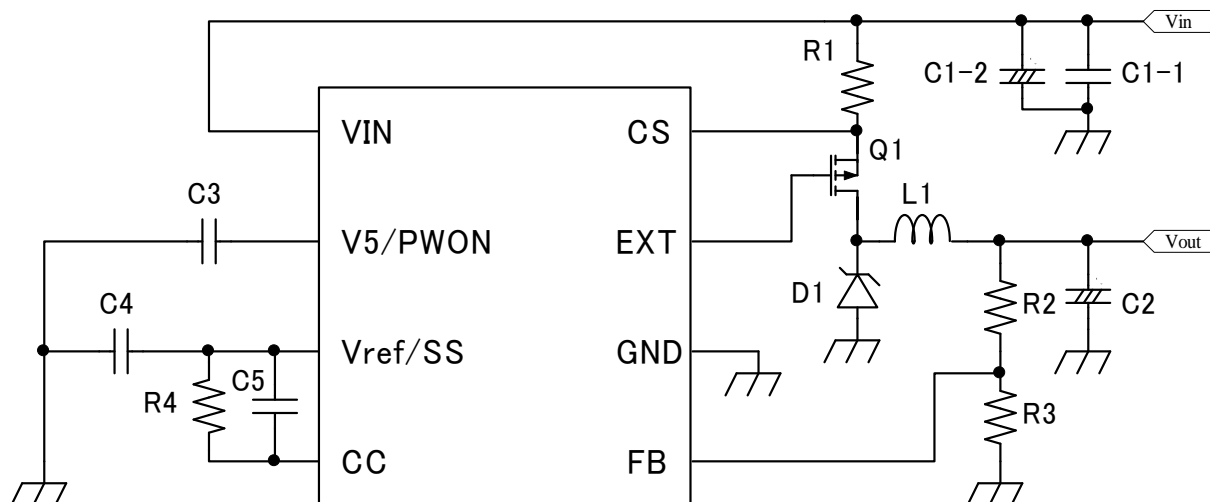 Vin
R1
C1-2
C1-1
VIN
CS
Q1
C3
L1
V5/PWON
EXT
Vout
D1
R2
C2
C4
Vref/SS
GND
R4
C5
R3
CC
FB